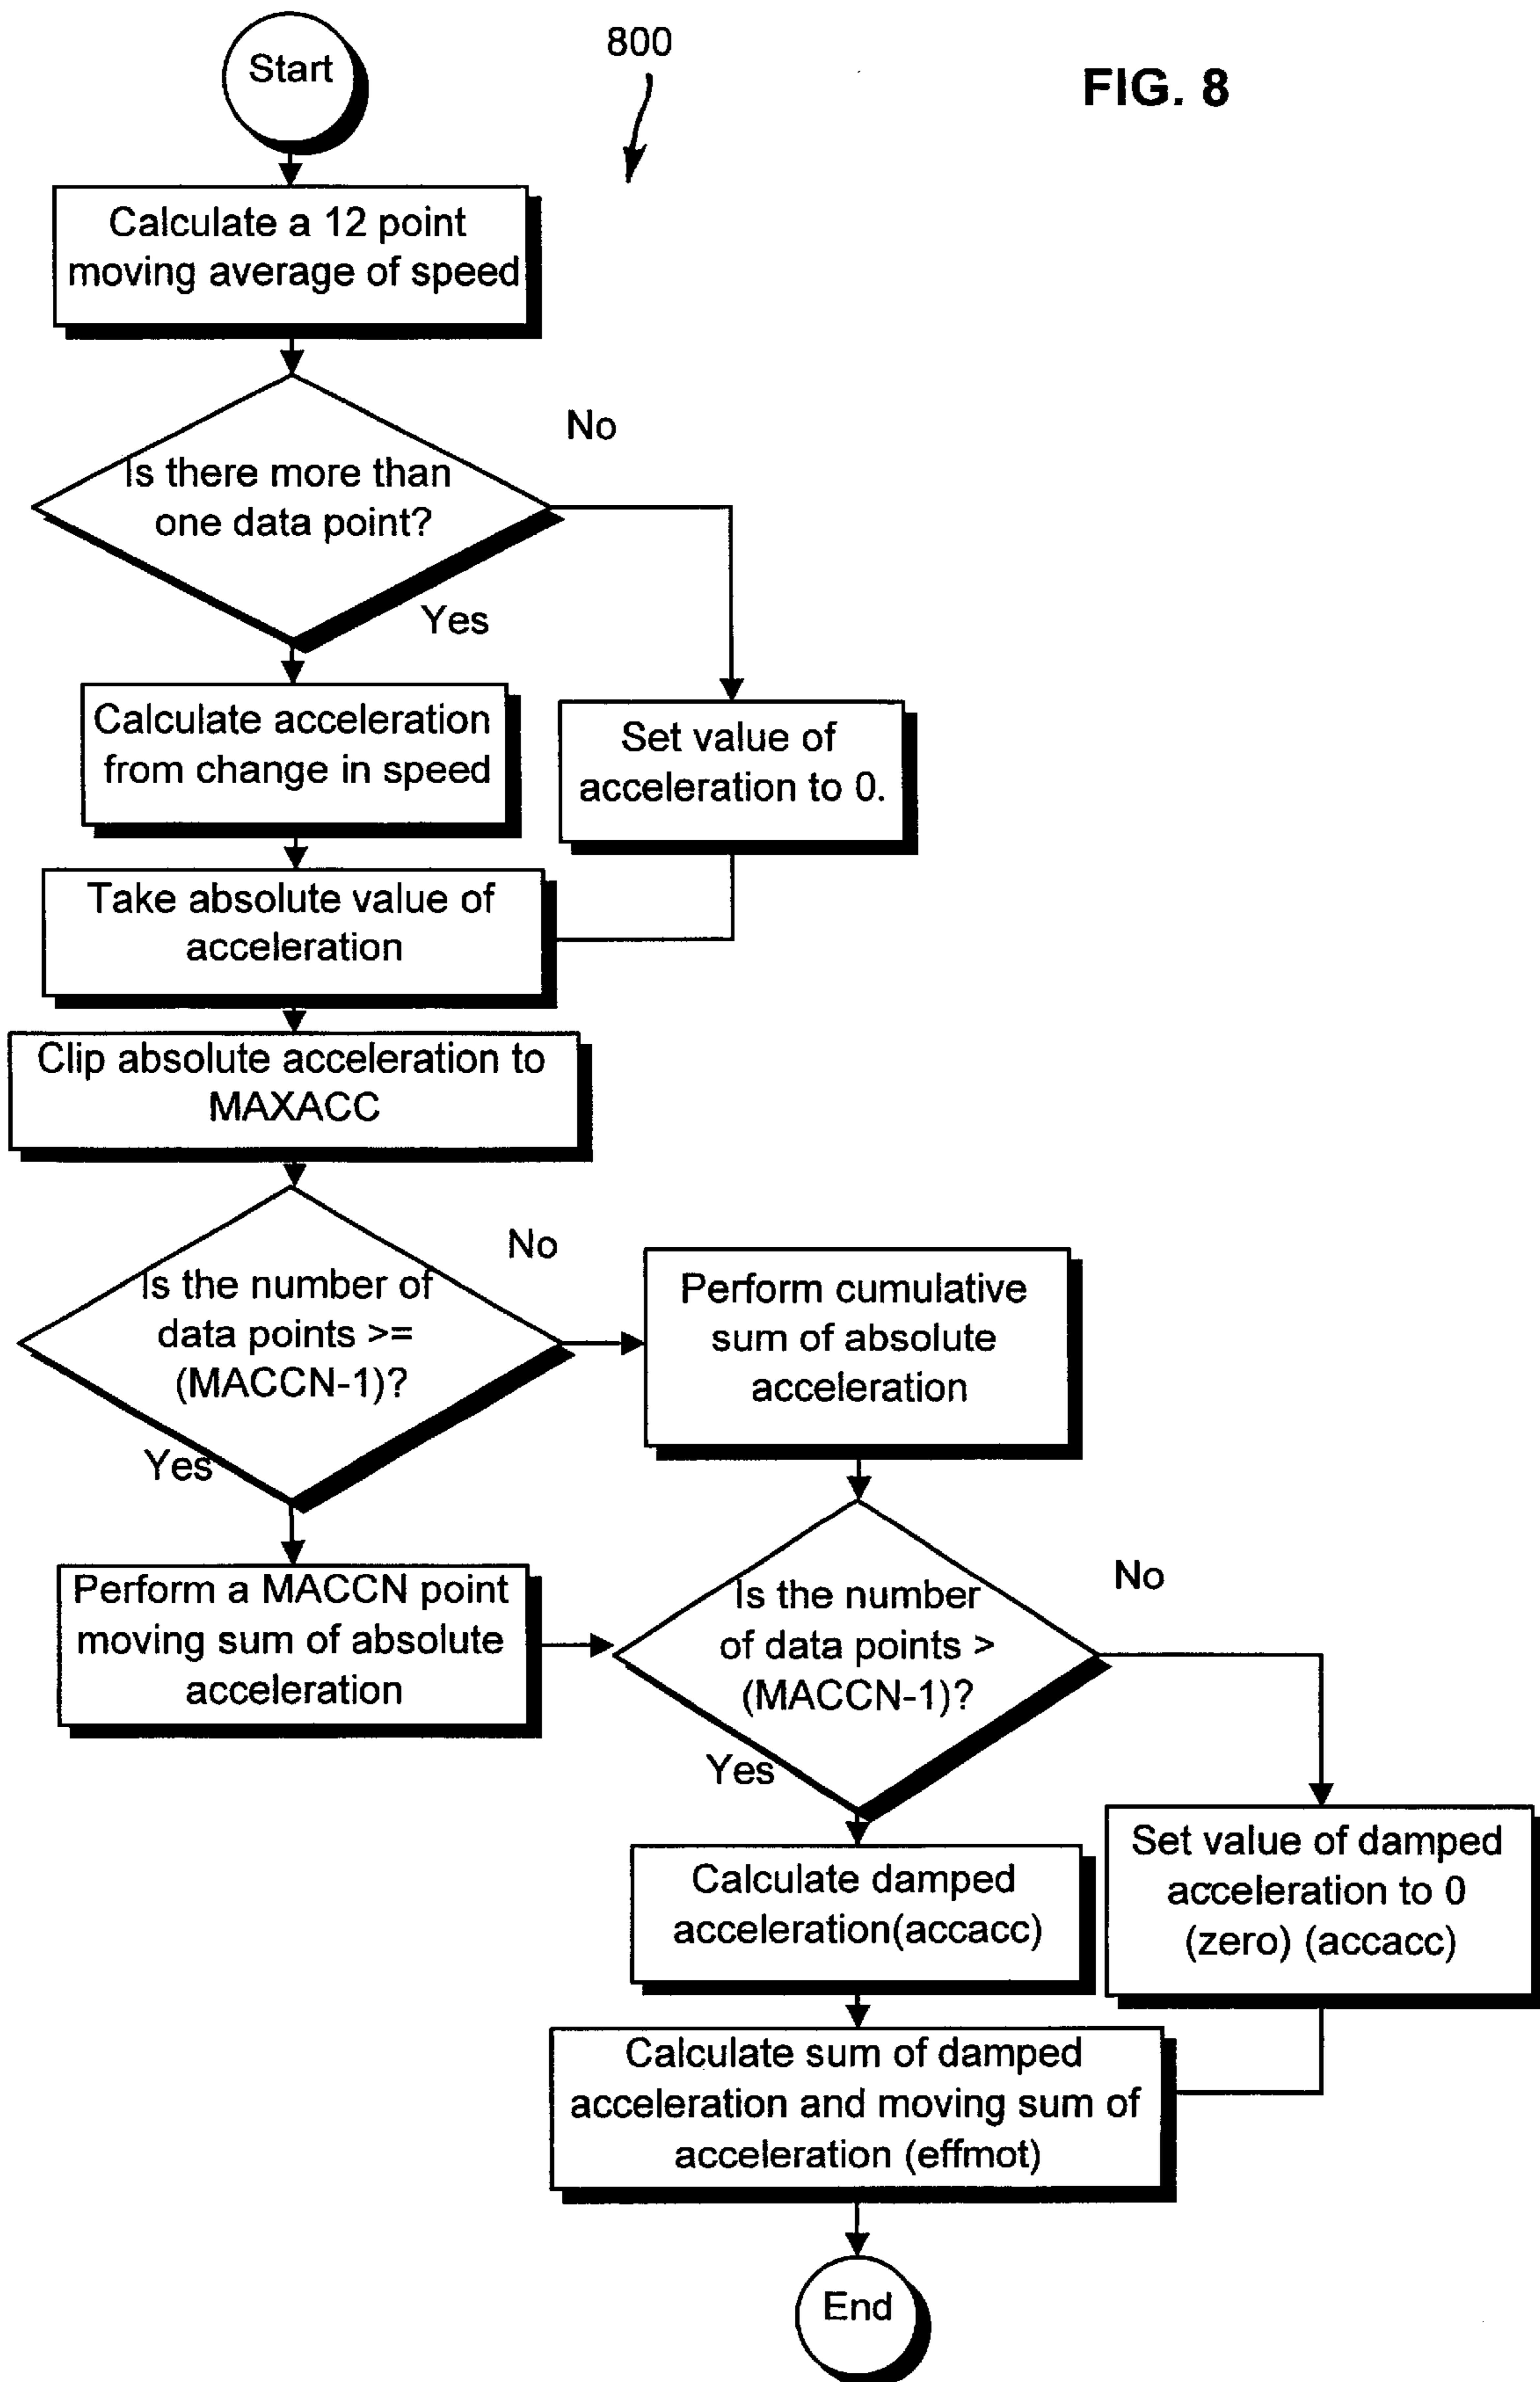 Start
800
FIG. 8
Calculate a 12 point
moving average of speed
No
Is there more than
one data point?
Yes
Calculate acceleration
from change in speed
Set value of
acceleration to 0.
Take absolute value of
acceleration
Clip absolute acceleration to
MAXACC
No
Is the number of
data points >=
(MACCN-1)?
Yes
Perform cumulative
sum of absolute
acceleration
Perform a MACCN point
moving sum of absolute
acceleration
No
Is the number
of data points >
(MACCN-1)?
Yes
Calculate damped
acceleration(accacc)
Set value of damped
acceleration to 0
(zero) (accacc)
Calculate sum of damped
acceleration and moving sum of
acceleration (effmot)
End